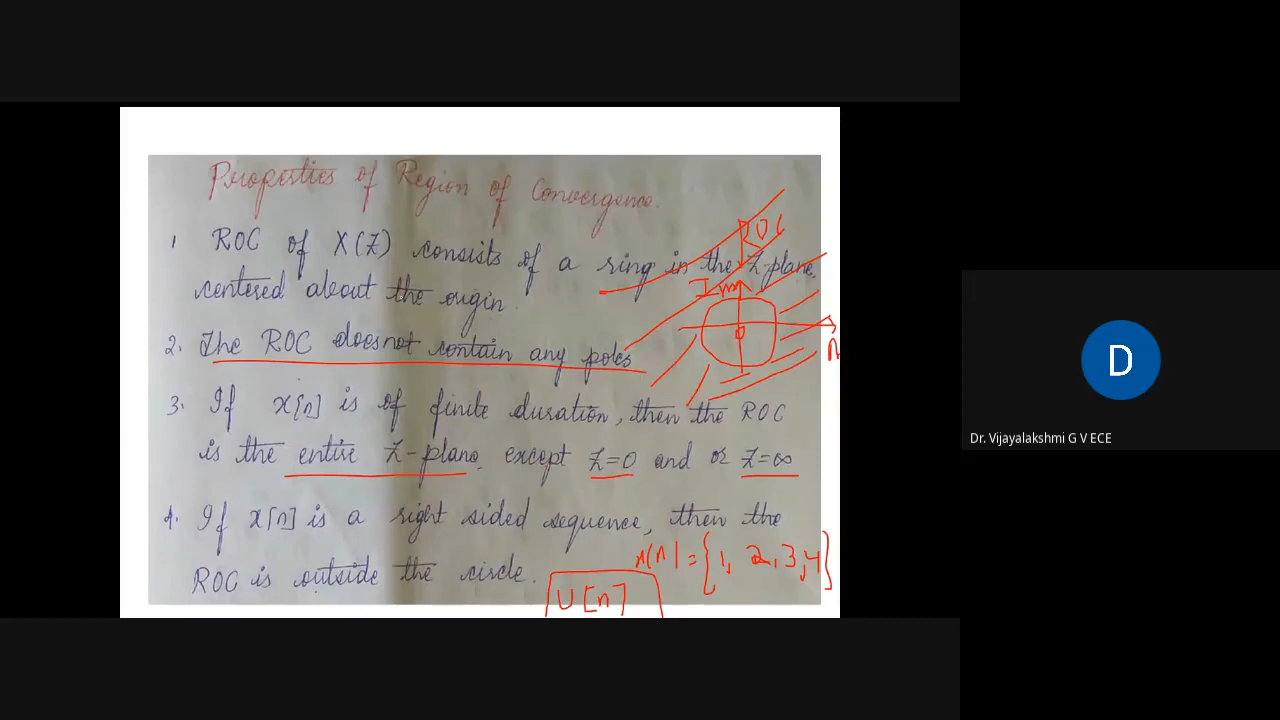 Properties of Region of Convergence.
1 ROC of X(Z) consists of a ring in the Z-plane,
centered about the origin.
2. The ROC doesnot contain any poles
3. If x[n] is of finite duration, then the ROC
is the entire Z-plane, except Z=0 and or Z=∞
4. If x[n] is a right sided sequence, then the
ROC is outside the circle.
ROC
Im
x(n) = {1, 2, 3, 4}
U[n]
D
Dr. Vijayalakshmi G V ECE